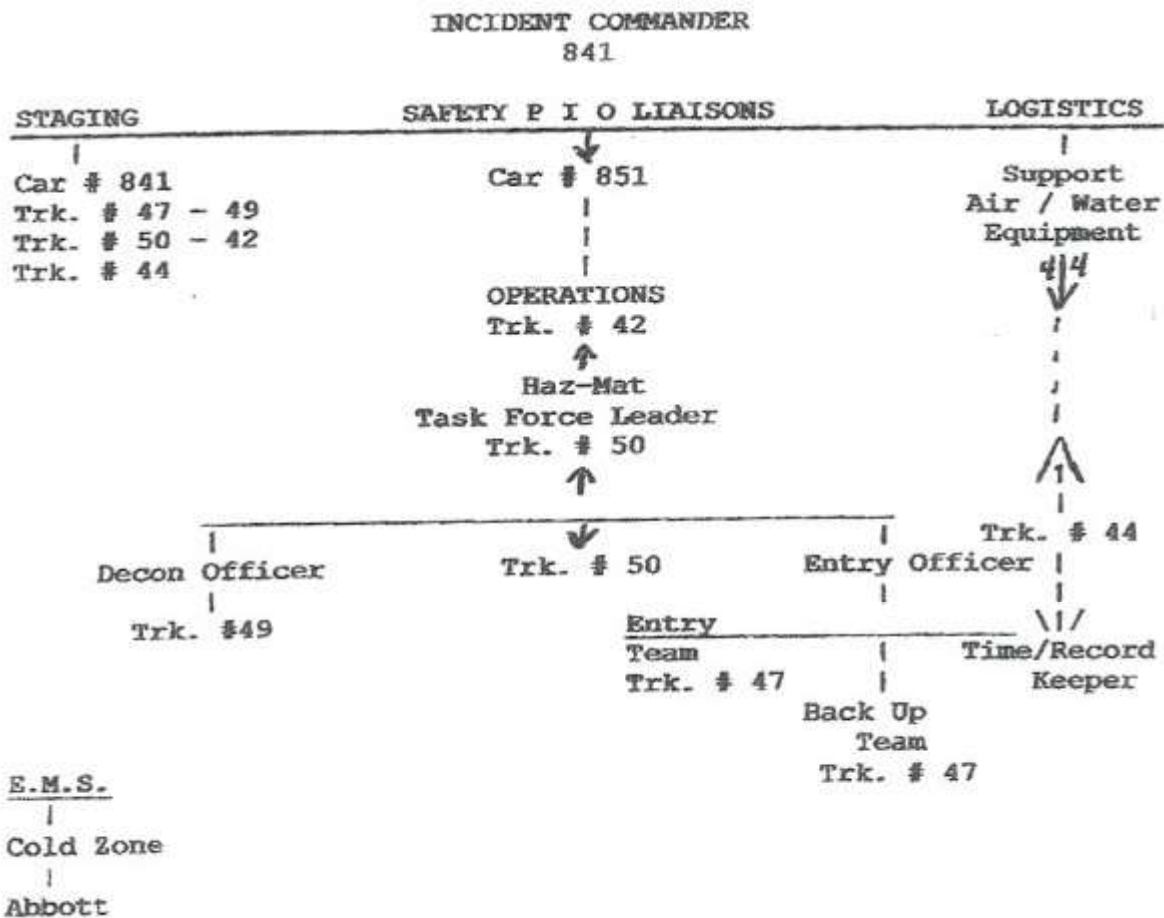 INCIDENT COMMANDER
841
STAGING SAFETY P I O LIAISONS LOGISTICS
Car # 841
Trk. # 47 - 49
Trk. # 50 - 42
Trk. # 44
Car # 851
Support
Air / Water
Equipment
44
OPERATIONS
Trk. # 42
Haz-Mat
Task Force Leader
Trk. # 50
Decon Officer
Trk. #49
Trk. # 50
Entry Officer
Trk. # 44
Entry
Team
Trk. # 47
Time/Record
Keeper
Back Up
Team
Trk. # 47
E.M.S.
Cold Zone
Abbott